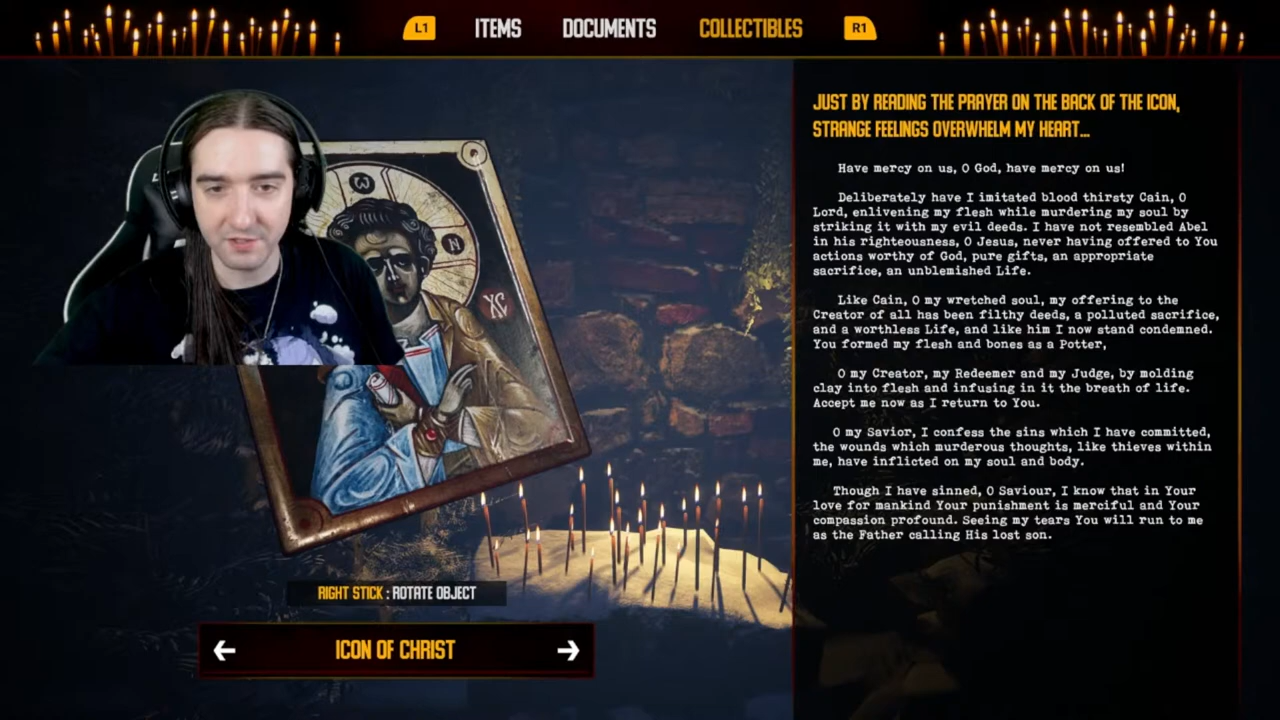 L1 ITEMS DOCUMENTS COLLECTIBLES R1
JUST BY READING THE PRAYER ON THE BACK OF THE ICON,
STRANGE FEELINGS OVERWHELM MY HEART...
Have mercy on us, O God, have mercy on us!
Deliberately have I imitated blood thirsty Cain, O
Lord, enlivening my flesh while murdering my soul by
striking it with my evil deeds. I have not resembled Abel
in his righteousness, O Jesus, never having offered to You
actions worthy of God, pure gifts, an appropriate
sacrifice, an unblemished Life.
Like Cain, O my wretched soul, my offering to the
Creator of all has been filthy deeds, a polluted sacrifice,
and a worthless Life, and like him I now stand condemned.
You formed my flesh and bones as a Potter,
O my Creator, my Redeemer and my Judge, by molding
clay into flesh and infusing in it the breath of life.
Accept me now as I return to You.
O my Savior, I confess the sins which I have committed,
the wounds which murderous thoughts, like thieves within
me, have inflicted on my soul and body.
Though I have sinned, O Saviour, I know that in Your
love for mankind Your punishment is merciful and Your
compassion profound. Seeing my tears You will run to me
as the Father calling His lost son.
Ѡ
N
XC
RIGHT STICK : ROTATE OBJECT
ICON OF CHRIST